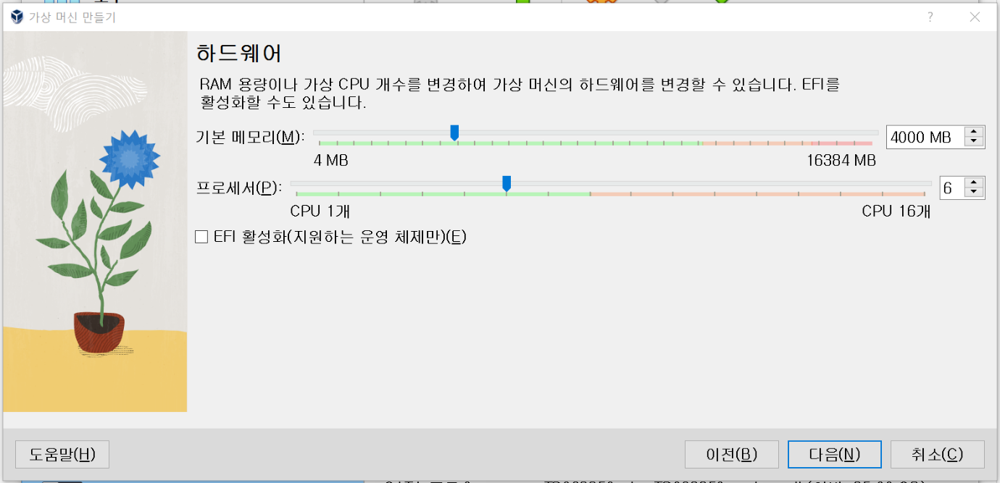 가상 머신 만들기
?
하드웨어
RAM 용량이나 가상 CPU 개수를 변경하여 가상 머신의 하드웨어를 변경할 수 있습니다. EFI를
활성화할 수도 있습니다.
기본 메모리(M): 4000 MB
4 MB 16384 MB
프로세서(P): 6
CPU 1개 CPU 16개
EFI 활성화(지원하는 운영 체제만)(E)
도움말(H) 이전(B) 다음(N) 취소(C)